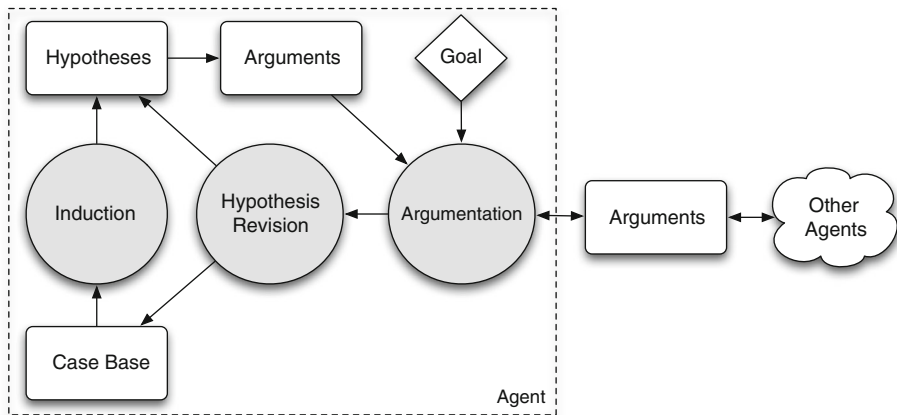 Hypotheses
Arguments
Goal
Induction
Hypothesis
Revision
Argumentation
Arguments
Other
Agents
Case Base
Agent